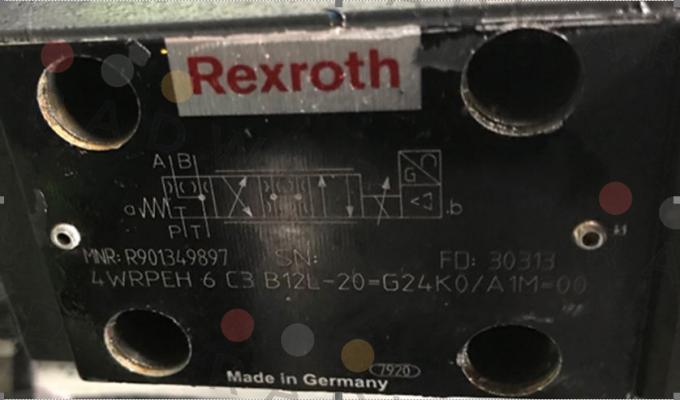 Rexroth
A B
G
a T b
P T
MNR: R901349897 SN: FD: 30313
4WRPEH 6 C3 B12L-20=G24K0/A1M=00
7920
Made in Germany